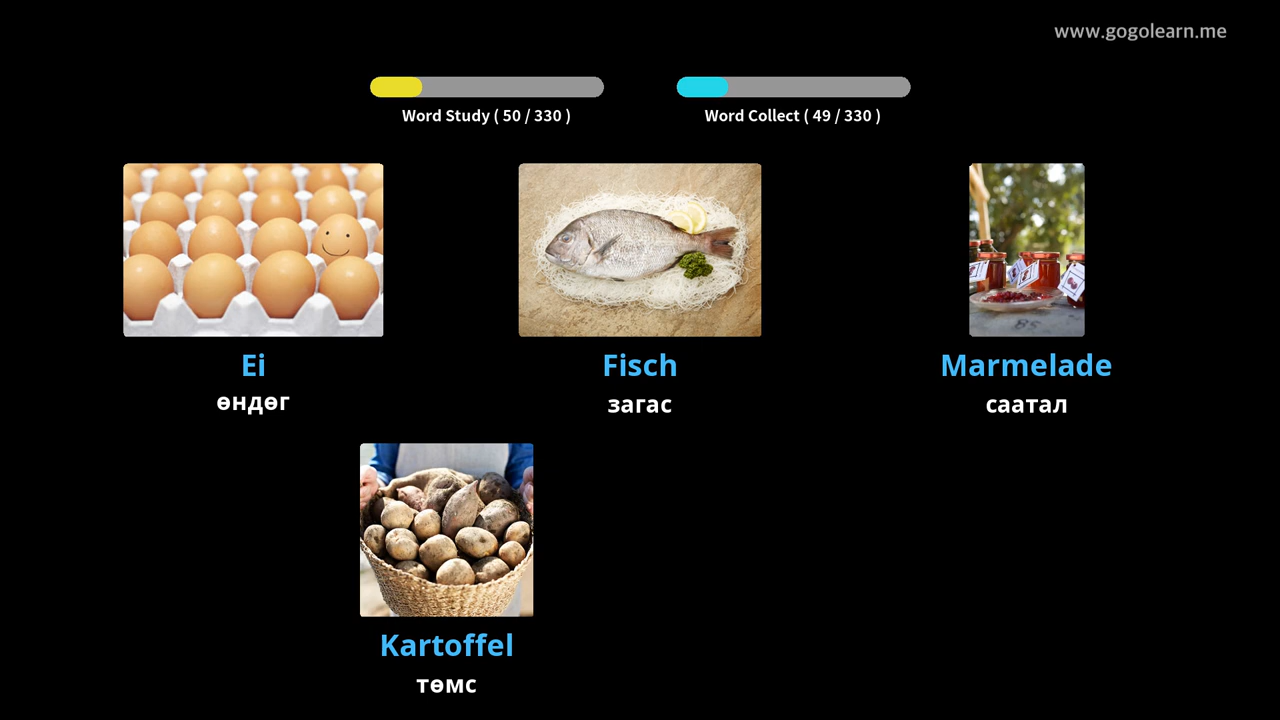 www.gogolearn.me
Word Study ( 50 / 330 )
Word Collect ( 49 / 330 )
Ei
өндөг
Fisch
загас
Marmelade
саатал
Kartoffel
төмс